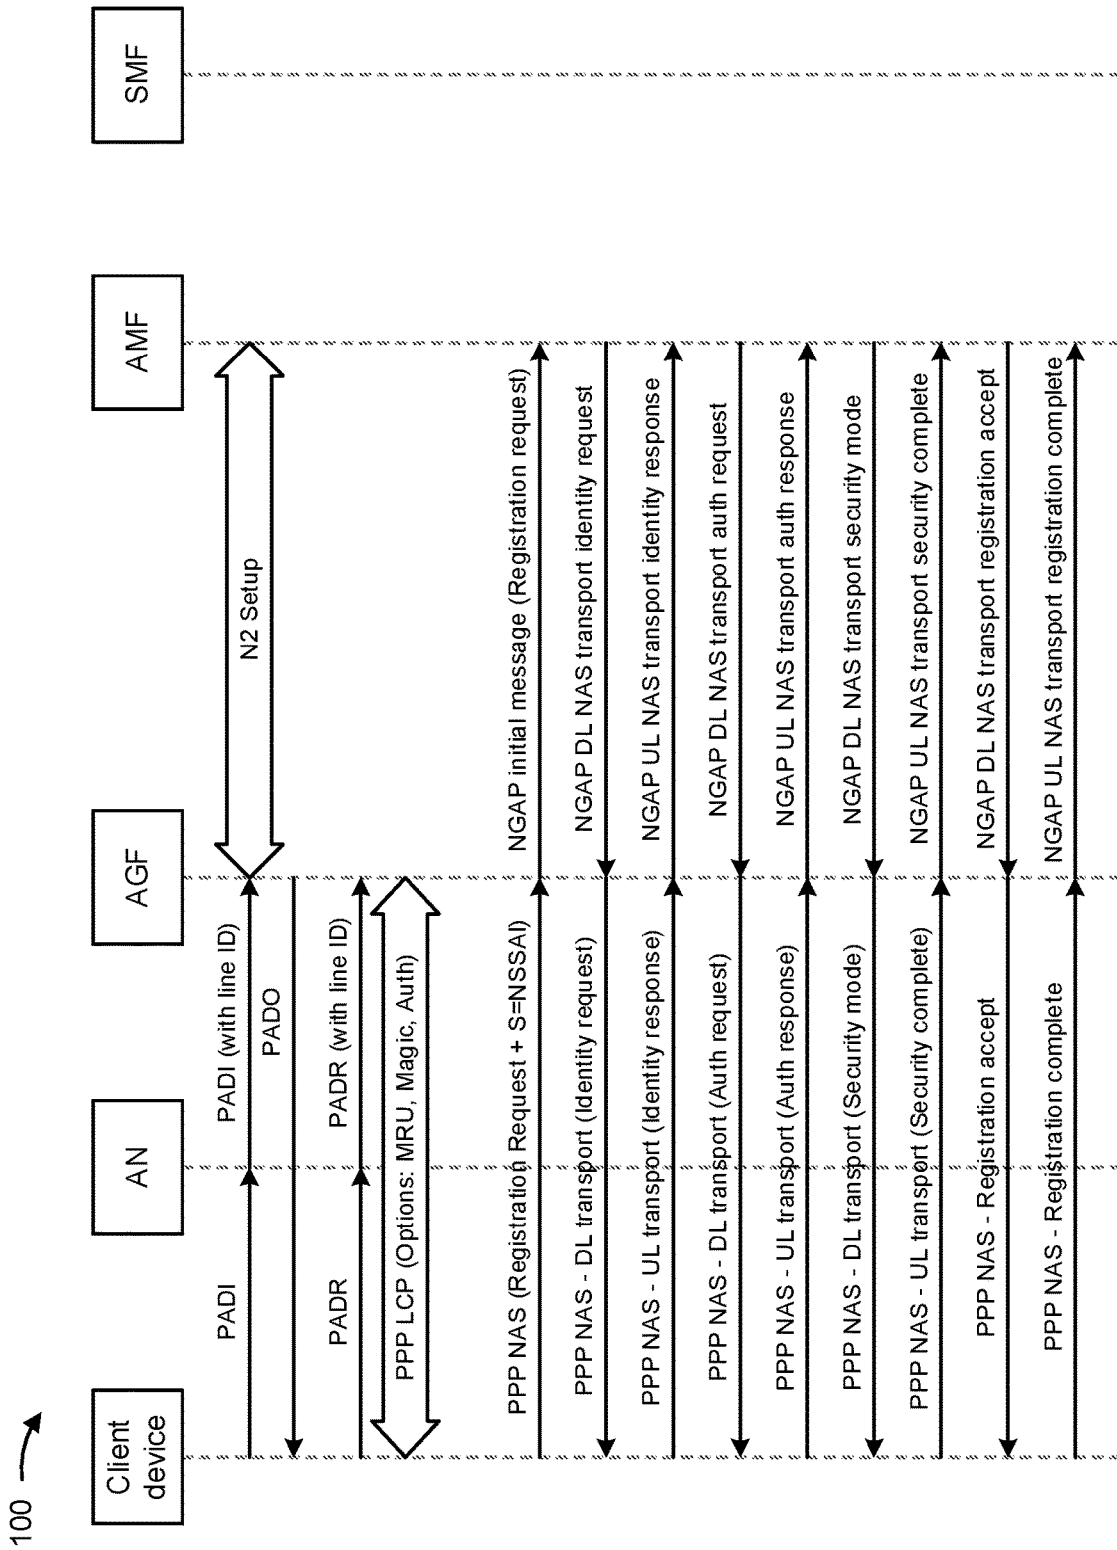 100
Client
device
AN
AGF
AMF
SMF
PADI
PADI (with line ID)
N2 Setup
PADO
PADR
PADR (with line ID)
PPP LCP (Options: MRU, Magic, Auth)
PPP NAS (Registration Request + S=NSSAI)
NGAP initial message (Registration request)
PPP NAS - DL transport (Identity request)
NGAP DL NAS transport identity request
PPP NAS - UL transport (Identity response)
NGAP UL NAS transport identity response
PPP NAS - DL transport (Auth request)
NGAP DL NAS transport auth request
PPP NAS - UL transport (Auth response)
NGAP UL NAS transport auth response
PPP NAS - DL transport (Security mode)
NGAP DL NAS transport security mode
PPP NAS - UL transport (Security complete)
NGAP UL NAS transport security complete
PPP NAS - Registration accept
NGAP DL NAS transport registration accept
PPP NAS - Registration complete
NGAP UL NAS transport registration complete